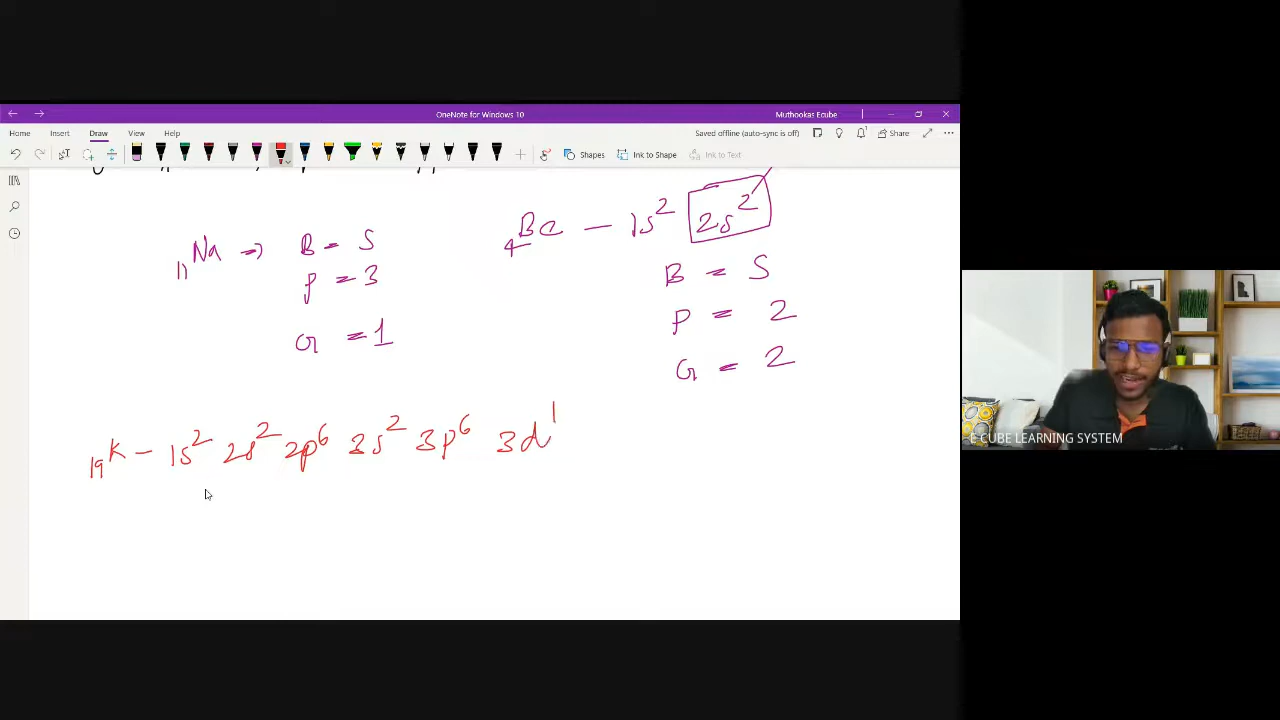 OneNote for Windows 10
Muthookas Ecube
Home Insert Draw View Help
Saved offline (auto-sync is off)
Share
Shapes
Ink to Shape
Ink to Text
₁₁Na ⇒ B = S
P = 3
G = 1
₄Be – 1s² 2s²
B = S
P = 2
G = 2
₁₉K – 1s² 2s² 2p⁶ 3s² 3p⁶ 3d¹
E CUBE LEARNING SYSTEM